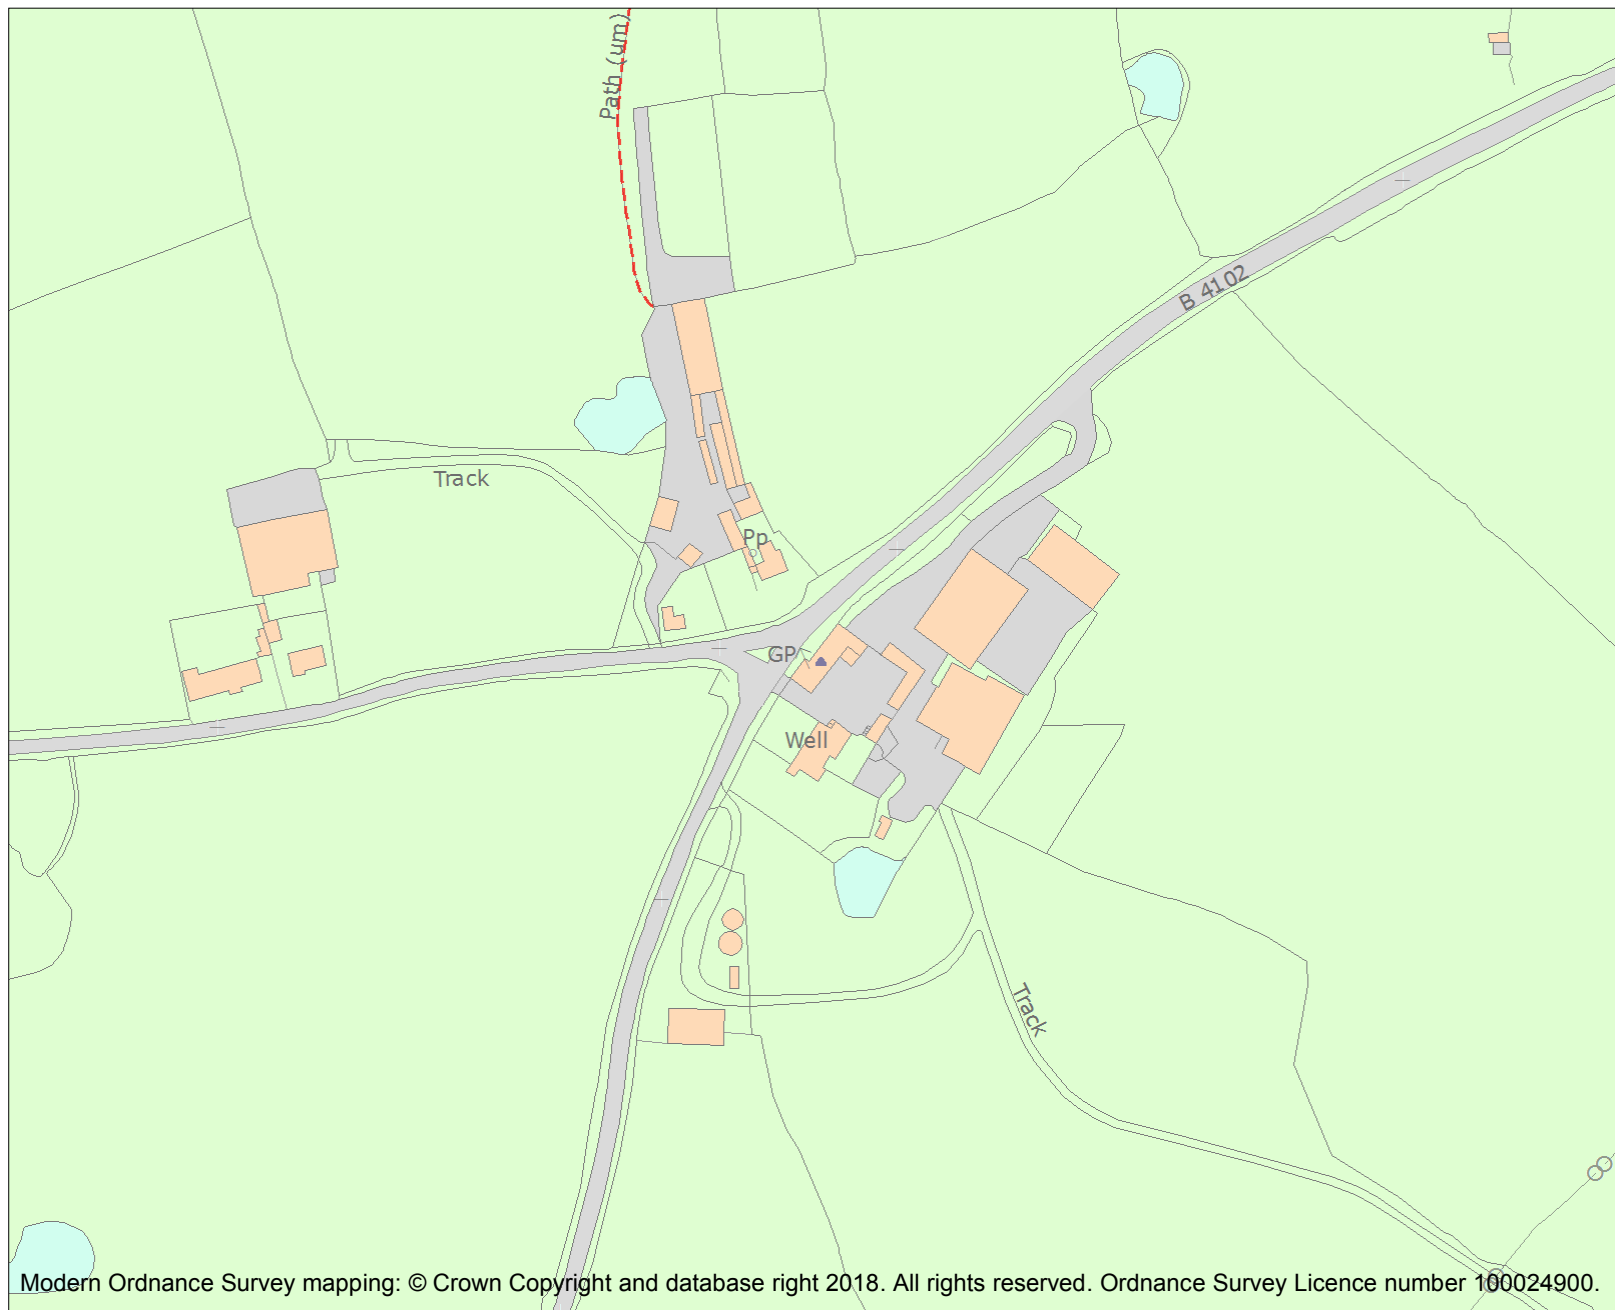 Path (um)
B 4102
Track
Pp
GP
Well
Track
Modern Ordnance Survey mapping: © Crown Copyright and database right 2018. All rights reserved. Ordnance Survey Licence number 100024900.